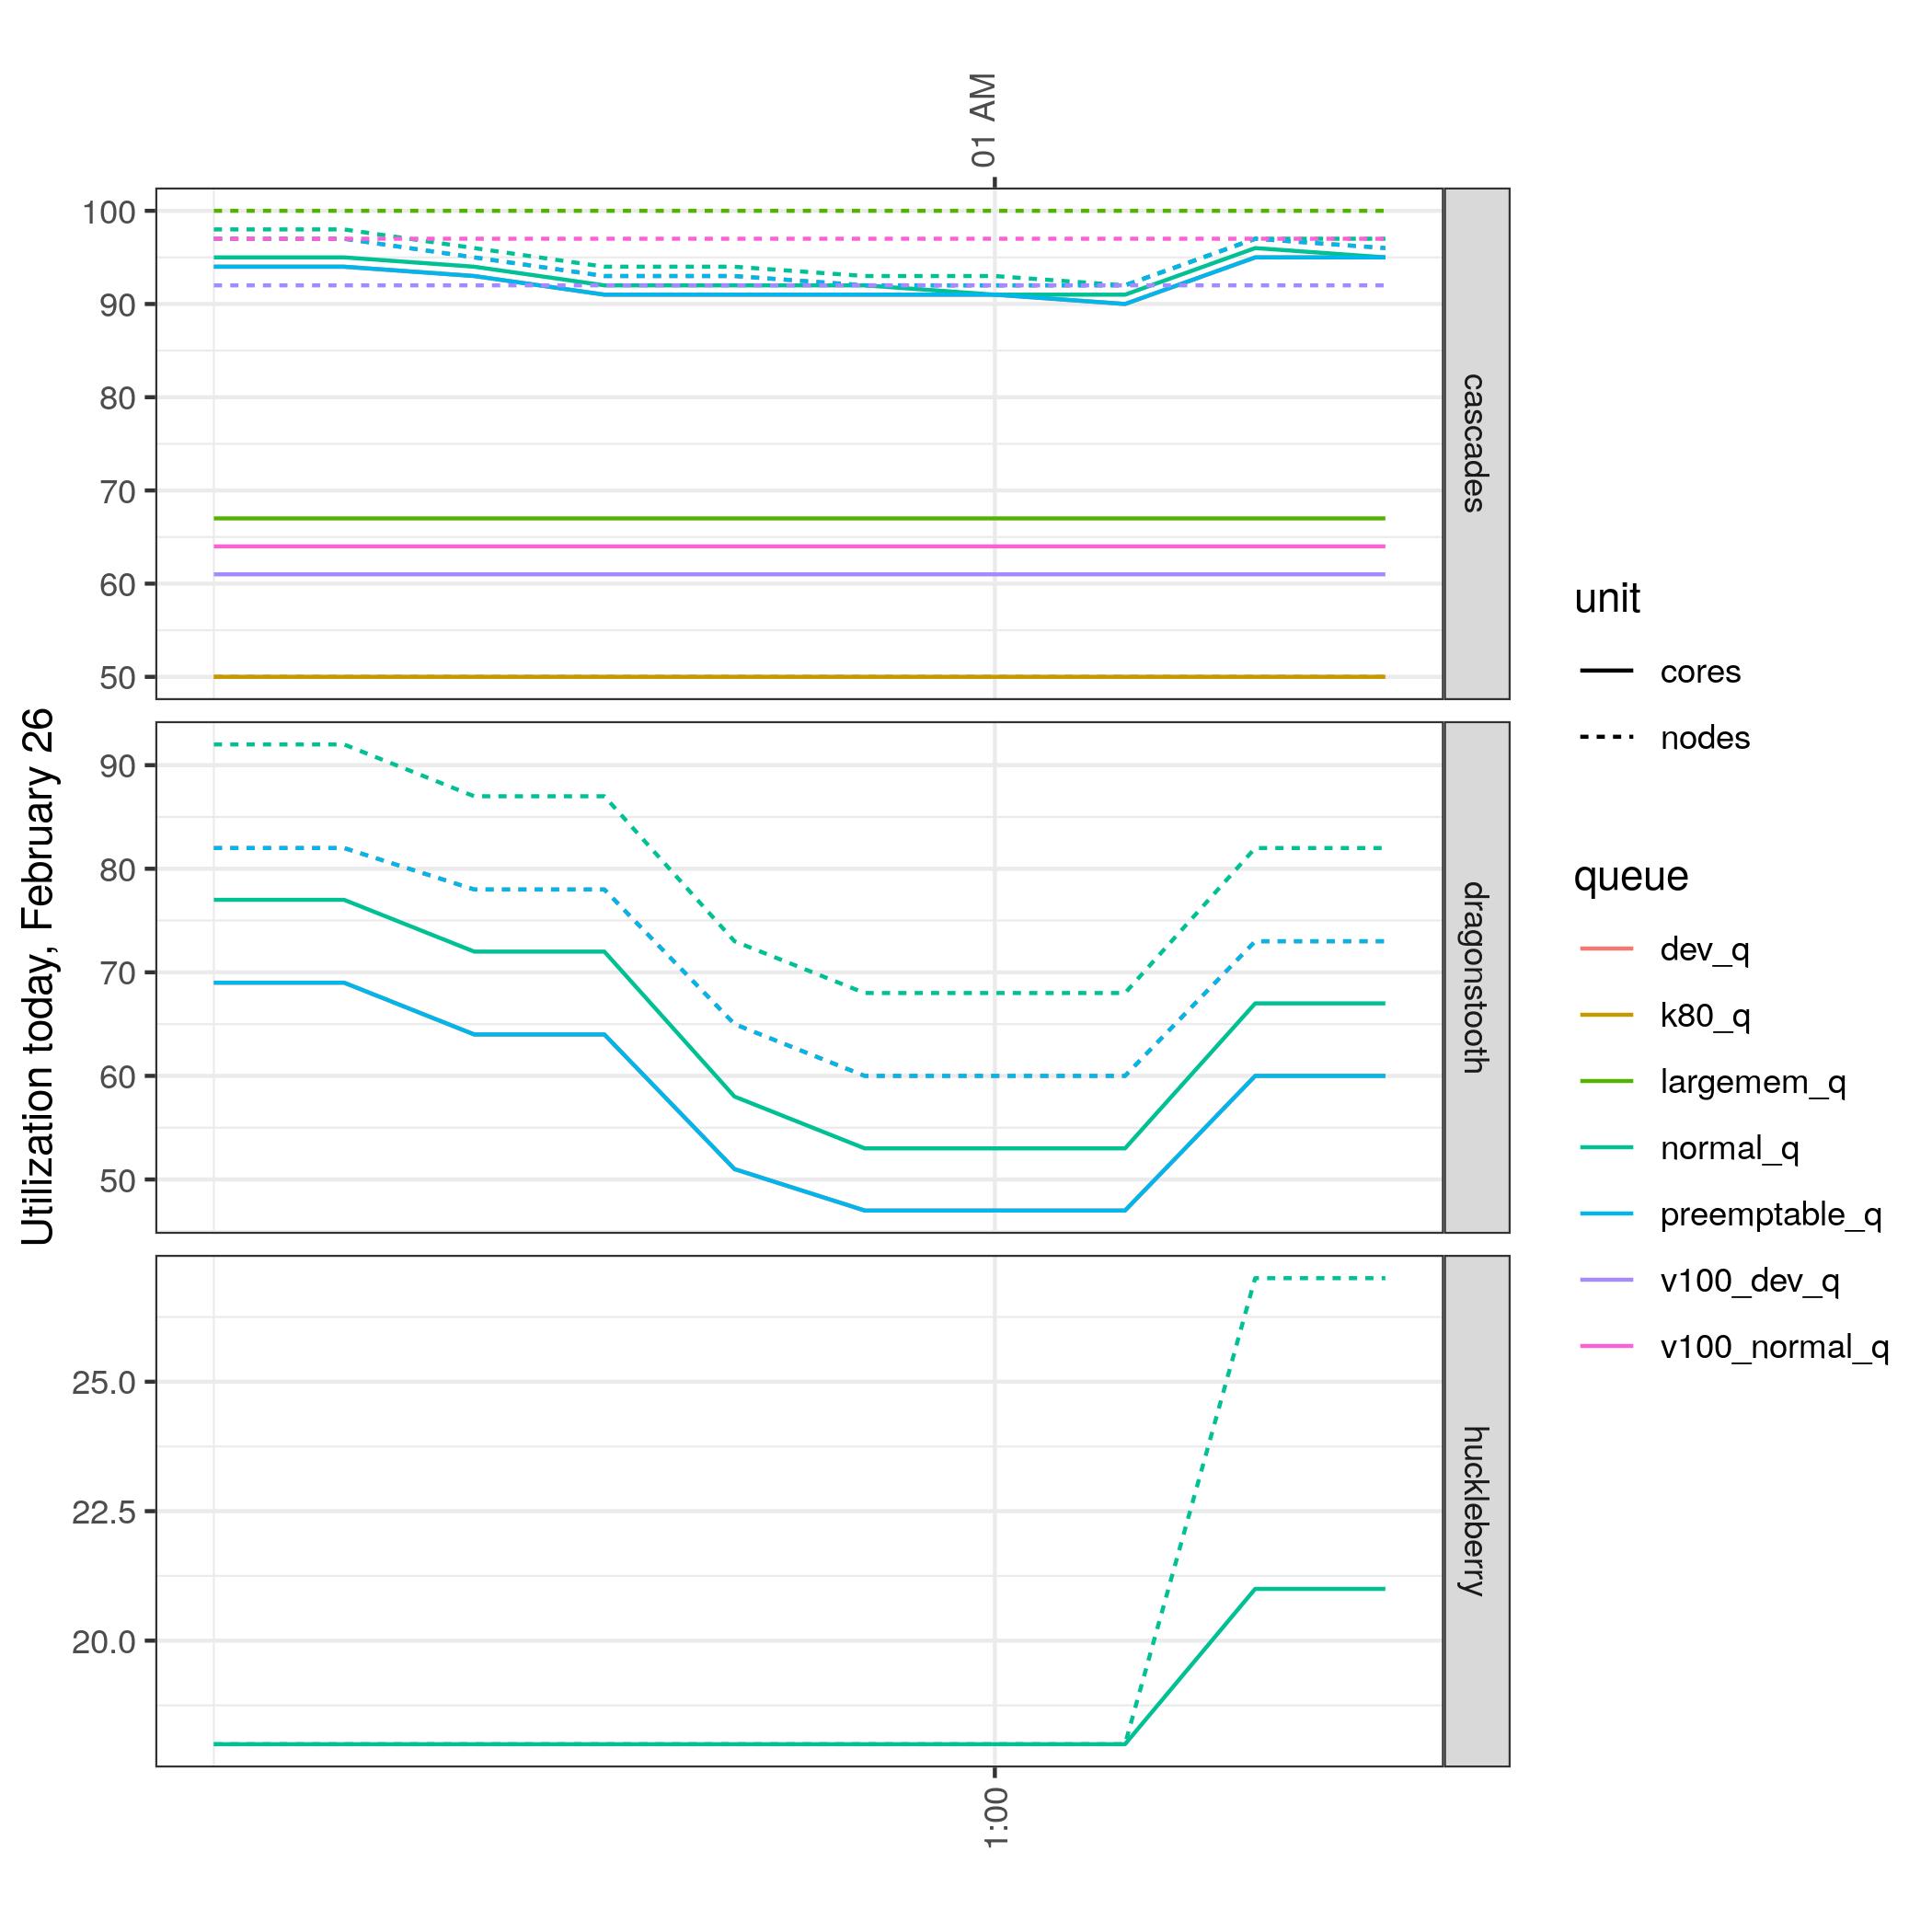 01 AM
Utilization today, February 26
100
90
80
70
60
50
cascades
90
80
70
60
50
dragonstooth
25.0
22.5
20.0
huckleberry
1:00
unit
cores
nodes
queue
dev_q
k80_q
largemem_q
normal_q
preemptable_q
v100_dev_q
v100_normal_q